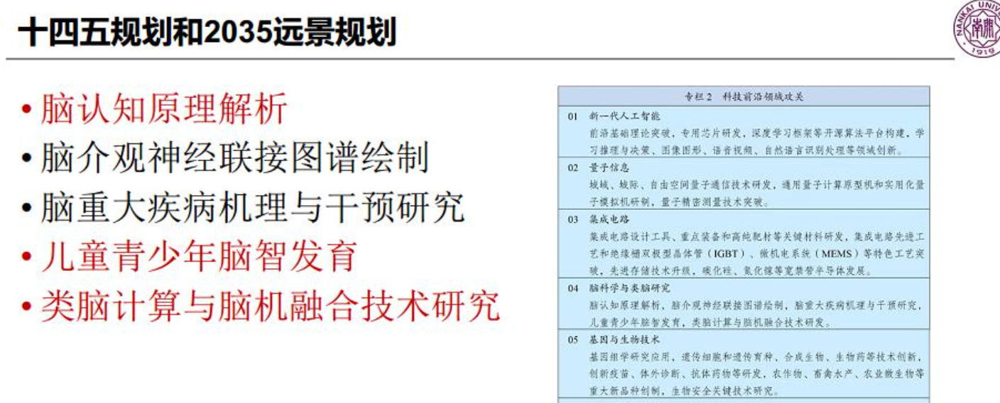 十四五规划和2035远景规划
NANKAI UNIV
南开
1919
• 脑认知原理解析
• 脑介观神经联接图谱绘制
• 脑重大疾病机理与干预研究
• 儿童青少年脑智发育
• 类脑计算与脑机融合技术研究
专栏 2 科技前沿领域攻关
01 新一代人工智能
前沿基础理论突破，专用芯片研发，深度学习框架等开源算法平台构建，学
习推理与决策、图像图形、语音视频、自然语言识别处理等领域创新。
02 量子信息
城域、城际、自由空间量子通信技术研发，通用量子计算原型机和实用化量
子模拟机研制，量子精密测量技术突破。
03 集成电路
集成电路设计工具、重点装备和高纯靶材等关键材料研发，集成电路先进工
艺和绝缘栅双极型晶体管（IGBT）、微机电系统（MEMS）等特色工艺突
破，先进存储技术升级，碳化硅、氮化镓等宽禁带半导体发展。
04 脑科学与类脑研究
脑认知原理解析，脑介观神经联接图谱绘制，脑重大疾病机理与干预研究，
儿童青少年脑智发育，类脑计算与脑机融合技术研发。
05 基因与生物技术
基因组学研究应用，遗传细胞和遗传育种、合成生物、生物药等技术创新，
创新疫苗、体外诊断、抗体药物等研发，农作物、畜禽水产、农业微生物等
重大新品种创制，生物安全关键技术研究。